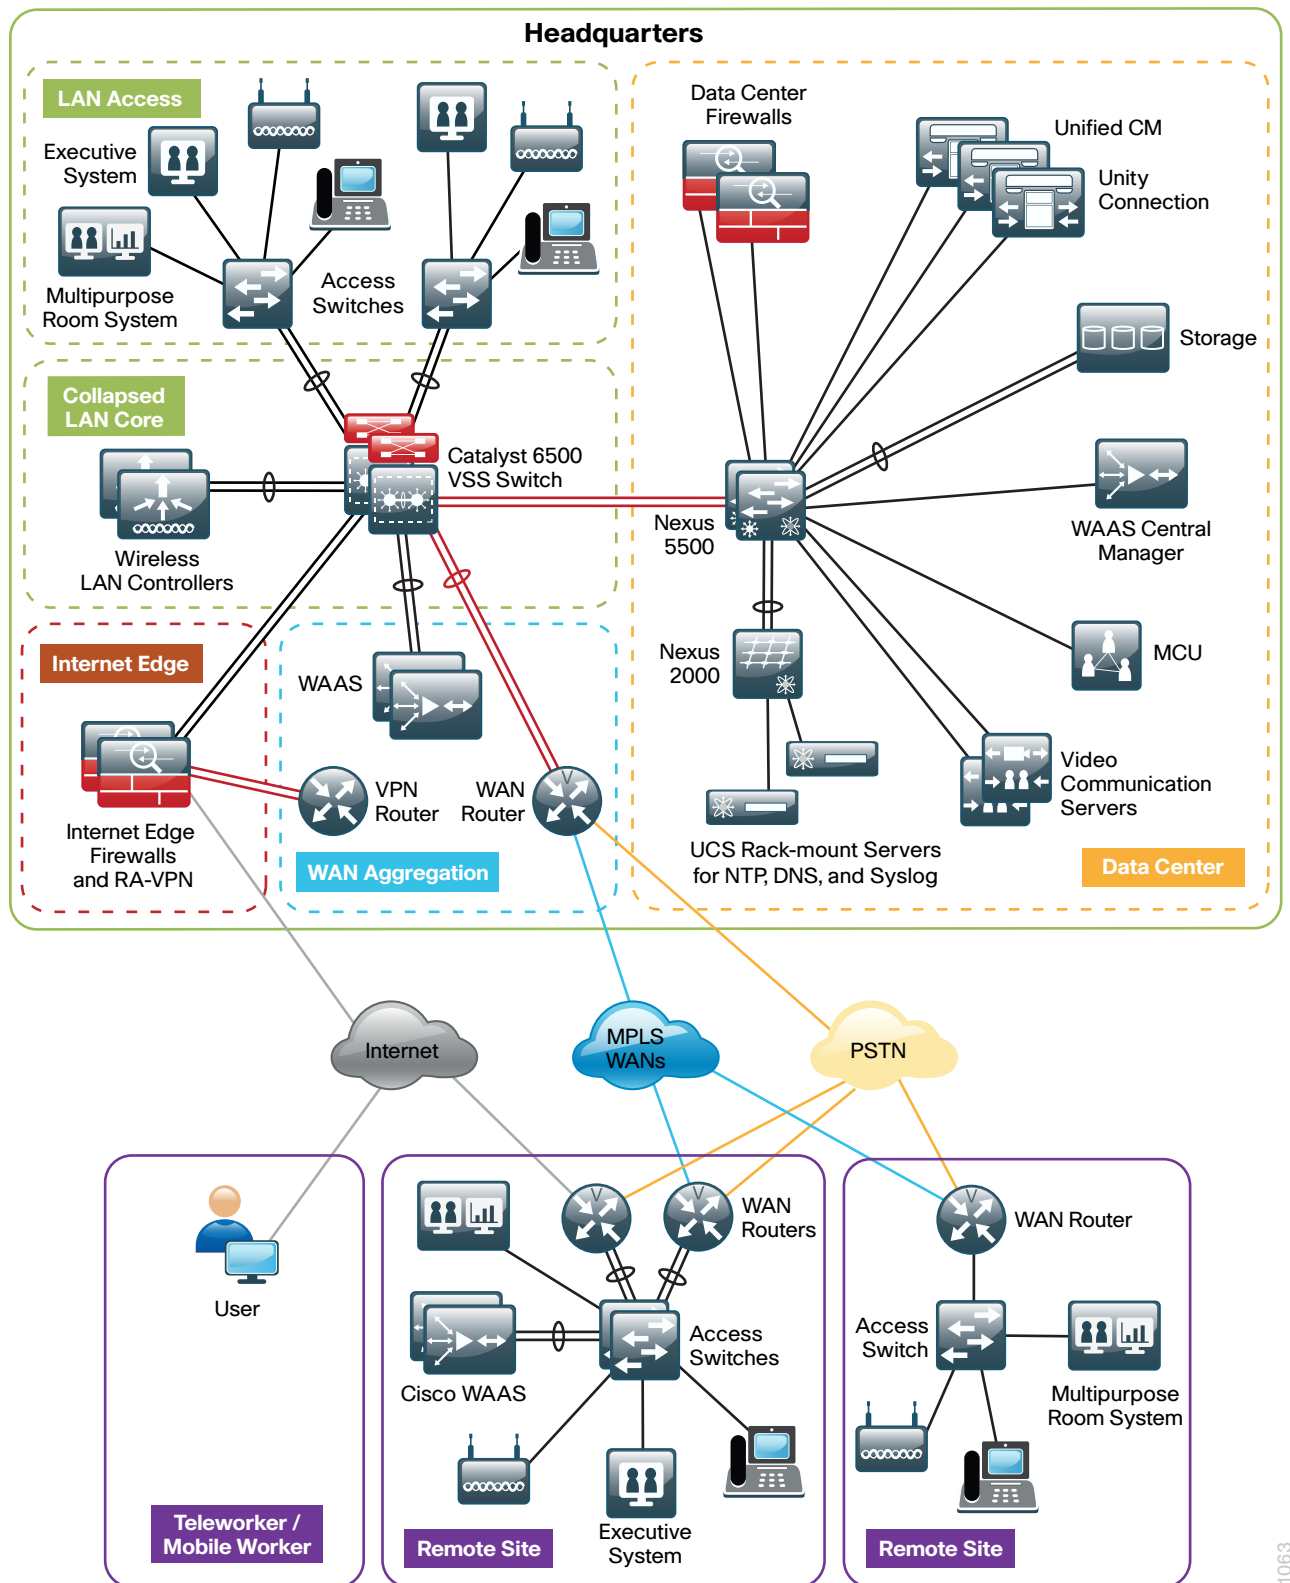 Headquarters
LAN Access
Executive
System
Multipurpose
Room System
Access
Switches
Data Center
Firewalls
Unified CM
Unity
Connection
Storage
Collapsed
LAN Core
Catalyst 6500
VSS Switch
Wireless
LAN Controllers
Nexus
5500
WAAS Central
Manager
Internet Edge
WAAS
Nexus
2000
MCU
VPN
Router
WAN
Router
Video
Communication
Servers
Internet Edge
Firewalls
and RA-VPN
WAN Aggregation
UCS Rack-mount Servers
for NTP, DNS, and Syslog
Data Center
V
Internet
MPLS
WANs
PSTN
User
V
V
WAN
Routers
V
WAN Router
Access
Switches
Cisco WAAS
Access
Switch
Multipurpose
Room System
Executive
System
Teleworker /
Mobile Worker
Remote Site
Remote Site
1063